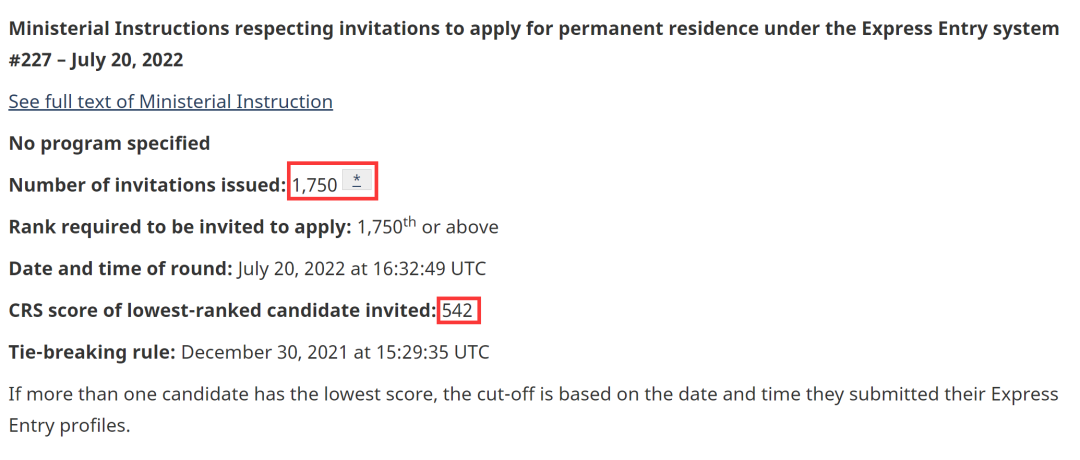 Ministerial Instructions respecting invitations to apply for permanent residence under the Express Entry system
#227 – July 20, 2022
See full text of Ministerial Instruction
No program specified
Number of invitations issued: 1,750 *
Rank required to be invited to apply: 1,750th or above
Date and time of round: July 20, 2022 at 16:32:49 UTC
CRS score of lowest-ranked candidate invited: 542
Tie-breaking rule: December 30, 2021 at 15:29:35 UTC
If more than one candidate has the lowest score, the cut-off is based on the date and time they submitted their Express
Entry profiles.